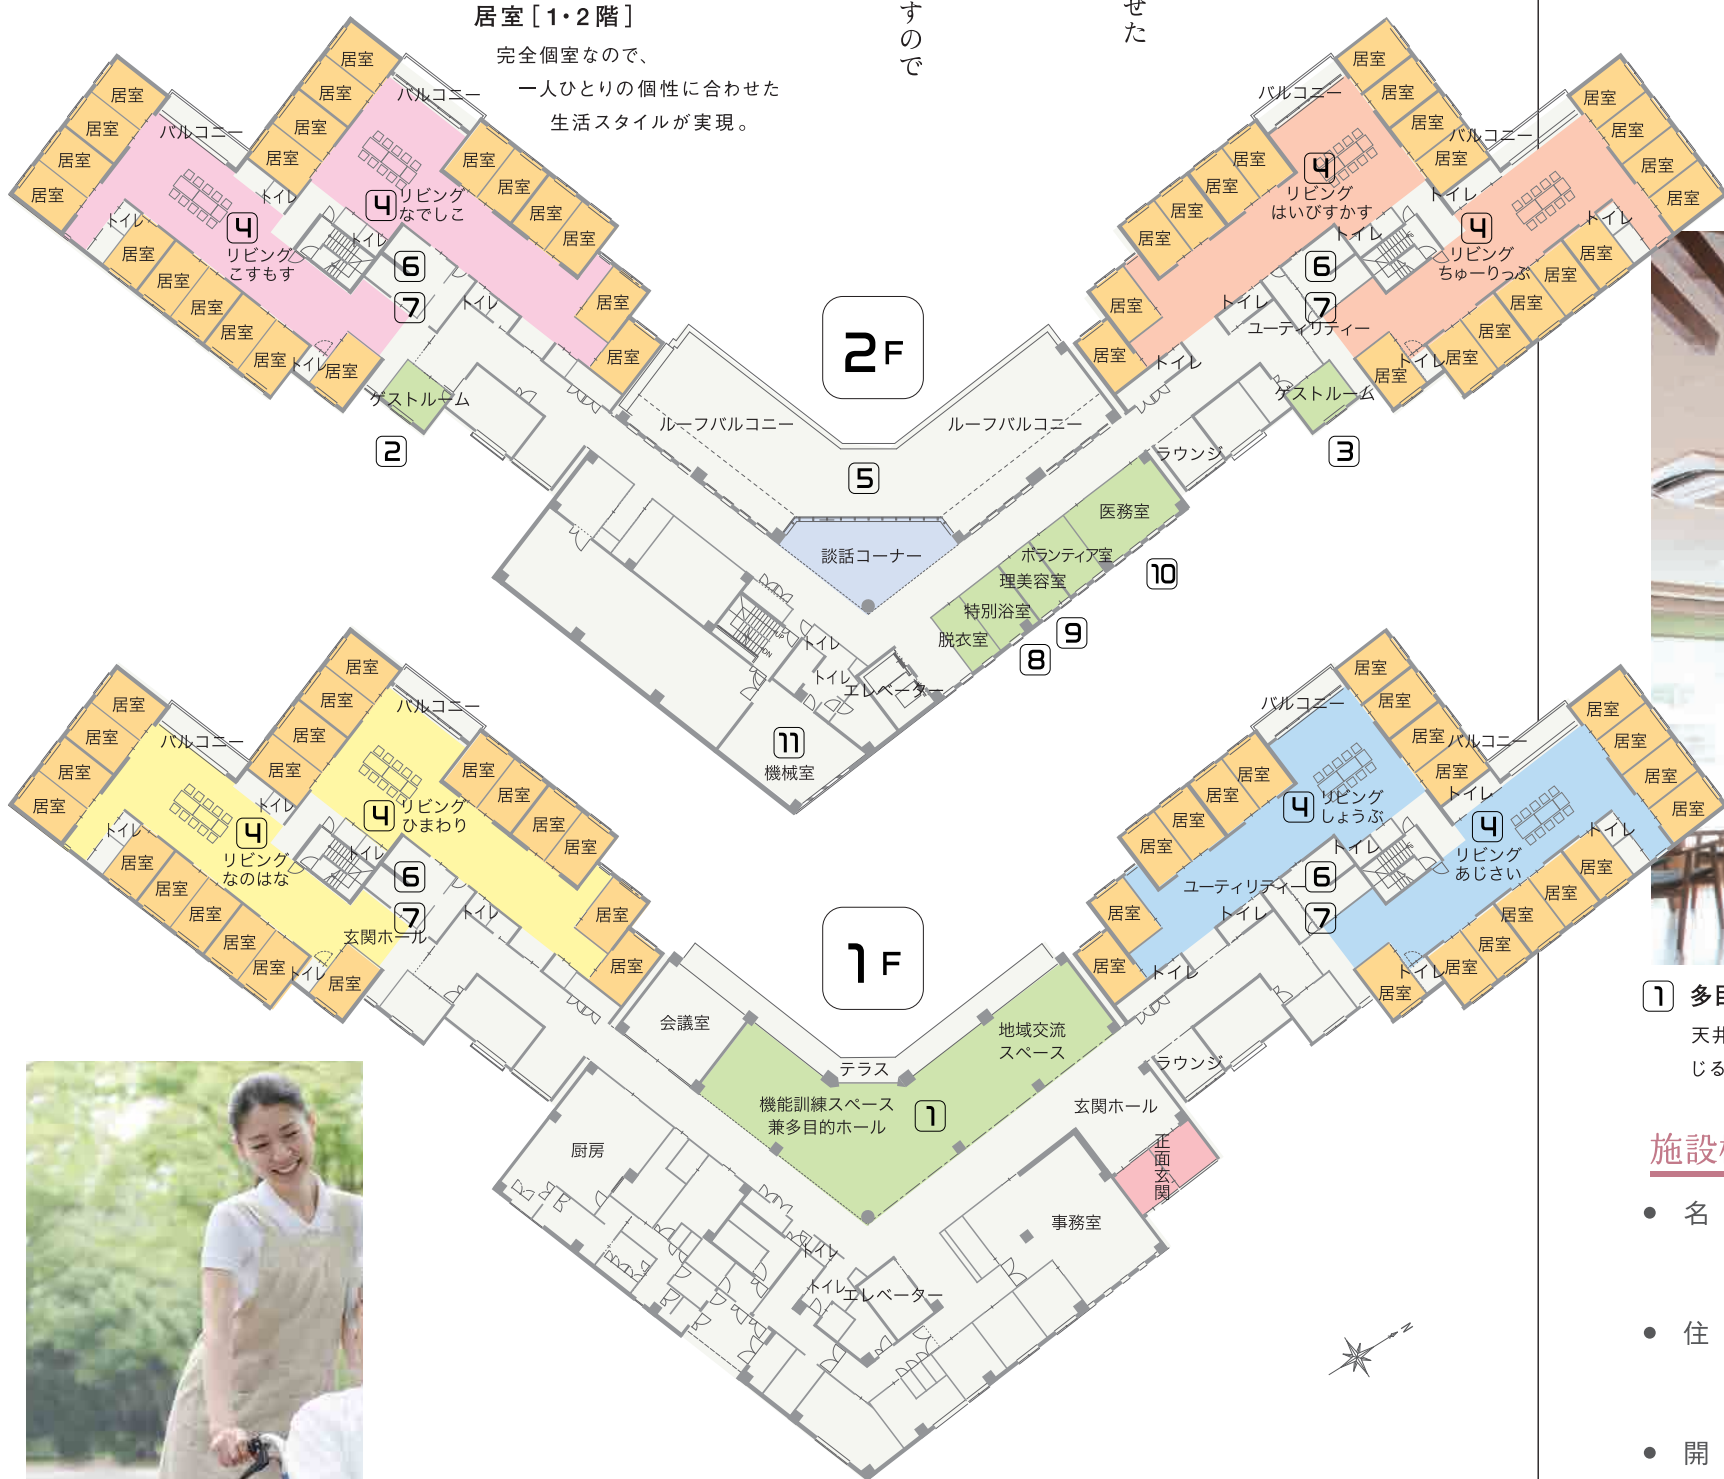 居室［1・2階］
完全個室なので、
一人ひとりの個性に合わせた
生活スタイルが実現。
すので
せた
2F
居室
居室
居室
居室
バルコニー
居室
居室
居室
居室
バルコニー
トイレ
トイレ
4
リビング
こすもす
4
リビング
なでしこ
トイレ
6
7
トイレ
居室
居室
居室
居室
居室
居室
居室
居室
居室
居室
居室
トイレ
居室
居室
居室
居室
ゲストルーム
2
ルーフバルコニー
ルーフバルコニー
5
談話コーナー
居室
居室
居室
居室
バルコニー
居室
居室
居室
居室
バルコニー
居室
居室
居室
居室
トイレ
トイレ
4
リビング
はいびすかす
4
リビング
ちゅーりっぷ
トイレ
6
7
トイレ
ユーティリティー
居室
居室
トイレ
居室
居室
居室
居室
居室
居室
トイレ
ゲストルーム
3
ラウンジ
医務室
ボランティア室
理美容室
特別浴室
脱衣室
10
9
8
UP
DN
トイレ
トイレ
エレベーター
11
機械室
1F
居室
居室
居室
居室
バルコニー
居室
居室
居室
居室
バルコニー
トイレ
トイレ
4
リビング
なのはな
4
リビング
ひまわり
トイレ
6
7
トイレ
玄関ホール
居室
居室
居室
居室
居室
居室
居室
居室
居室
居室
居室
トイレ
居室
居室
会議室
テラス
地域交流
スペース
機能訓練スペース
兼多目的ホール
1
厨房
トイレ
トイレ
エレベーター
事務室
玄関ホール
正面玄関
ラウンジ
居室
居室
居室
居室
バルコニー
居室
居室
居室
居室
バルコニー
居室
居室
居室
居室
トイレ
トイレ
4
リビング
しょうぶ
4
リビング
あじさい
トイレ
ユーティリティー
6
7
トイレ
居室
居室
トイレ
居室
居室
居室
居室
居室
居室
トイレ
N
1 多目
天井
じる
施設
● 名
● 住
● 開